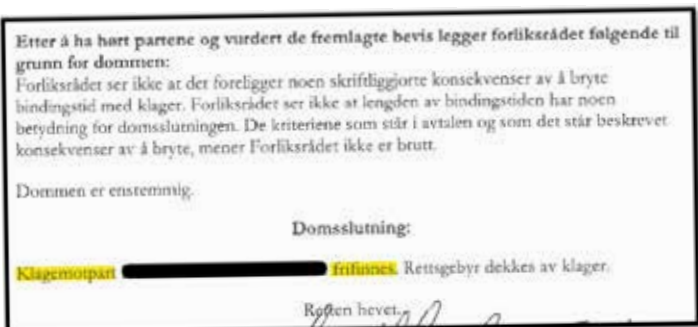 Etter å ha hørt partene og vurdert de fremlagte bevis legger forliksrådet følgende til
grunn for dommen:
Forliksrådet ser ikke at det foreligger noen skriftliggjorte konsekvenser av å bryte
bindingstid med klager. Forliksrådet ser ikke at lengden av bindingstiden har noen
betydning for domsslutningen. De kriteriene som står i avtalen og som det står beskrevet
konsekvenser av å bryte, mener Forliksrådet ikke er brutt.
Dommen er enstemmig.
Domsslutning:
Klagemotpart frifinnes. Rettsgebyr dekkes av klager.
Retten hevet.